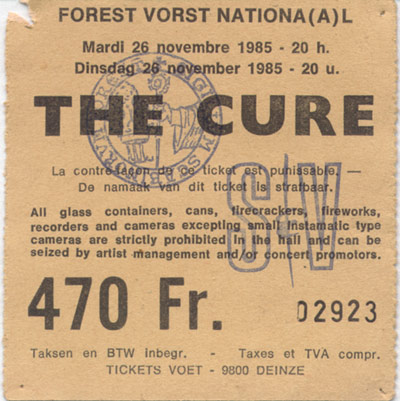 FOREST VORST NATIONA(A)L
Mardi 26 novembre 1985 - 20 h.
Dinsdag 26 november 1985 - 20 u.
THE CURE
La contrefaçon de ce ticket est punissable. —
De namaak van dit ticket is strafbaar.
All glass containers, cans, firecrackers, fireworks,
recorders and cameras excepting small Instamatic type
cameras are strictly prohibited in the hall and can be
seized by artist management and/or concert promotors.
S V
470 Fr.
02923
Taksen en BTW inbegr. - Taxes et TVA compr.
TICKETS VOET - 9800 DEINZE